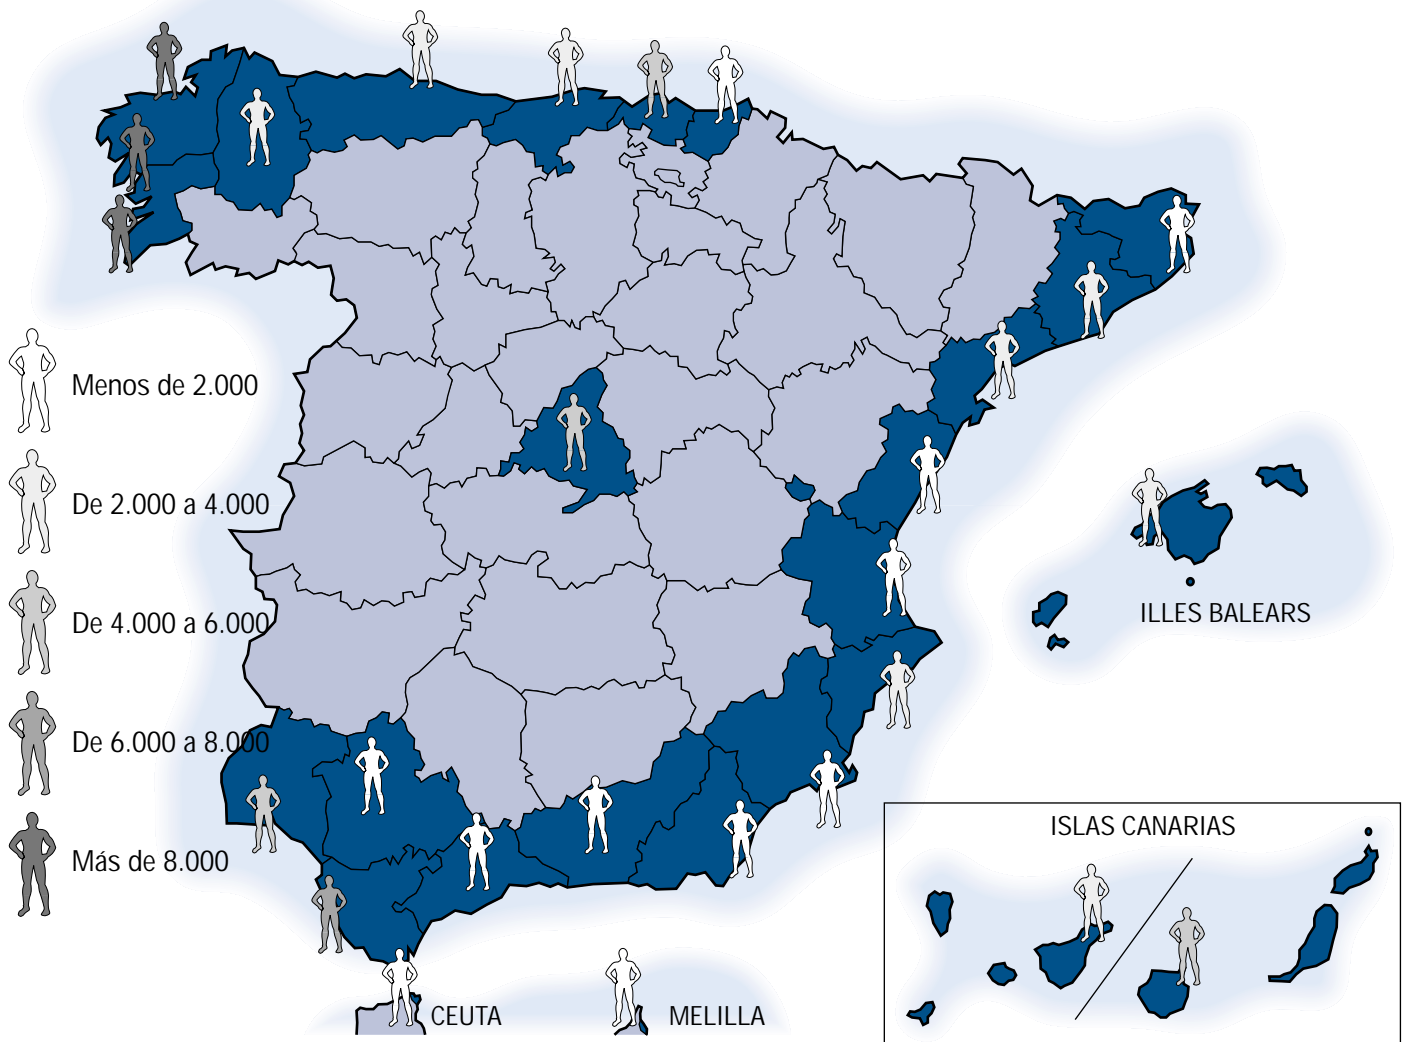 Menos de 2.000
De 2.000 a 4.000
De 4.000 a 6.000
De 6.000 a 8.000
Más de 8.000
ILLES BALEARS
ISLAS CANARIAS
CEUTA
MELILLA